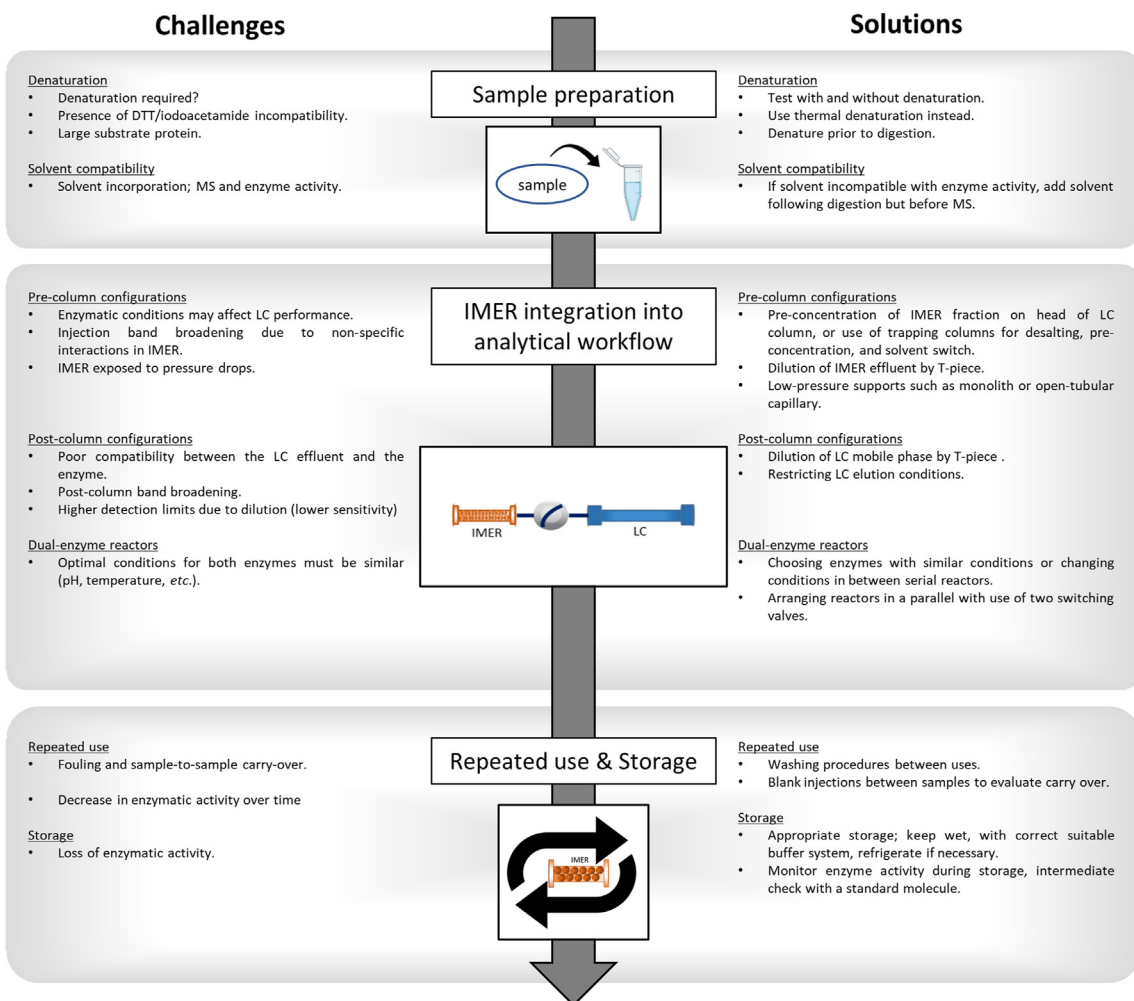 Challenges
Solutions
Denaturation
• Denaturation required?
• Presence of DTT/iodoacetamide incompatibility.
• Large substrate protein.
Solvent compatibility
• Solvent incorporation; MS and enzyme activity.
Sample preparation
sample
Denaturation
• Test with and without denaturation.
• Use thermal denaturation instead.
• Denature prior to digestion.
Solvent compatibility
• If solvent incompatible with enzyme activity, add solvent
following digestion but before MS.
Pre-column configurations
• Enzymatic conditions may affect LC performance.
• Injection band broadening due to non-specific
interactions in IMER.
• IMER exposed to pressure drops.
Post-column configurations
• Poor compatibility between the LC effluent and the
enzyme.
• Post-column band broadening.
• Higher detection limits due to dilution (lower sensitivity)
Dual-enzyme reactors
• Optimal conditions for both enzymes must be similar
(pH, temperature, etc.).
IMER integration into
analytical workflow
IMER
LC
Pre-column configurations
• Pre-concentration of IMER fraction on head of LC
column, or use of trapping columns for desalting, pre-
concentration, and solvent switch.
• Dilution of IMER effluent by T-piece.
• Low-pressure supports such as monolith or open-tubular
capillary.
Post-column configurations
• Dilution of LC mobile phase by T-piece .
• Restricting LC elution conditions.
Dual-enzyme reactors
• Choosing enzymes with similar conditions or changing
conditions in between serial reactors.
• Arranging reactors in a parallel with use of two switching
valves.
Repeated use
• Fouling and sample-to-sample carry-over.
• Decrease in enzymatic activity over time
Storage
• Loss of enzymatic activity.
Repeated use & Storage
IMER
Repeated use
• Washing procedures between uses.
• Blank injections between samples to evaluate carry over.
Storage
• Appropriate storage; keep wet, with correct suitable
buffer system, refrigerate if necessary.
• Monitor enzyme activity during storage, intermediate
check with a standard molecule.